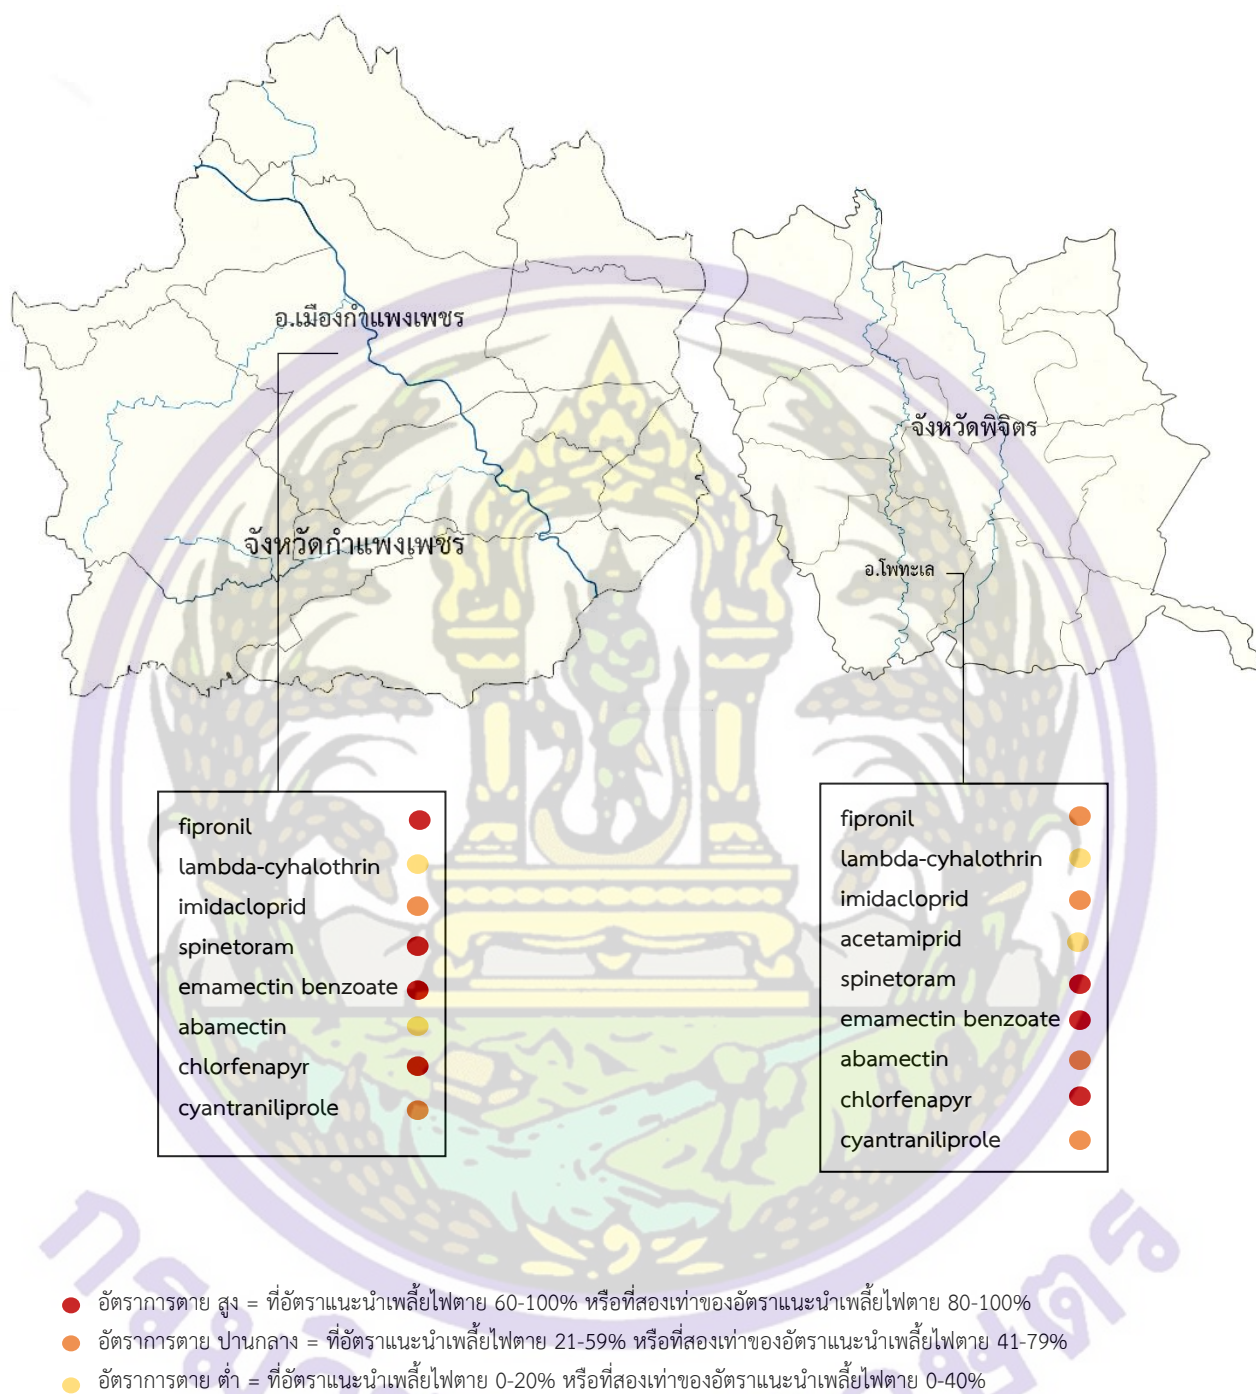 อ.เมืองกำแพงเพชร
จังหวัดกำแพงเพชร
จังหวัดพิจิตร
อ.โพทะเล
fipronil
lambda-cyhalothrin
imidacloprid
spinetoram
emamectin benzoate
abamectin
chlorfenapyr
cyantraniliprole
fipronil
lambda-cyhalothrin
imidacloprid
acetamiprid
spinetoram
emamectin benzoate
abamectin
chlorfenapyr
cyantraniliprole
อัตราการตาย สูง = ที่อัตราแนะนำเพลี้ยไฟตาย 60-100% หรือที่สองเท่าของอัตราแนะนำเพลี้ยไฟตาย 80-100%
อัตราการตาย ปานกลาง = ที่อัตราแนะนำเพลี้ยไฟตาย 21-59% หรือที่สองเท่าของอัตราแนะนำเพลี้ยไฟตาย 41-79%
อัตราการตาย ต่ำ = ที่อัตราแนะนำเพลี้ยไฟตาย 0-20% หรือที่สองเท่าของอัตราแนะนำเพลี้ยไฟตาย 0-40%